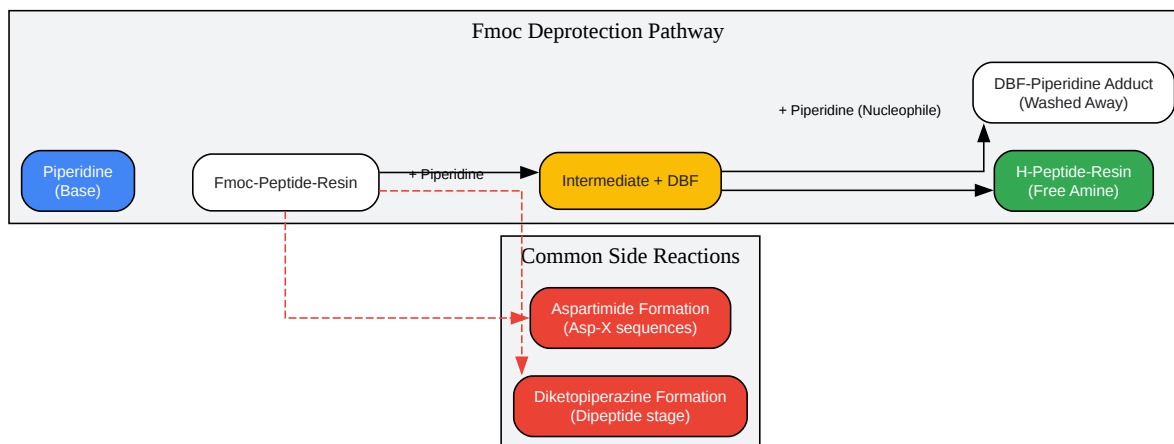 Fmoc Deprotection Pathway
DBF-Piperidine Adduct
(Washed Away)
+ Piperidine (Nucleophile)
Piperidine
(Base)
Fmoc-Peptide-Resin
+ Piperidine
Intermediate + DBF
H-Peptide-Resin
(Free Amine)
Common Side Reactions
Aspartimide Formation
(Asp-X sequences)
Diketopiperazine Formation
(Dipeptide stage)